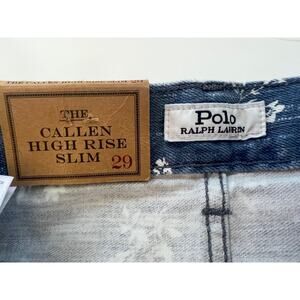 THE
CALLEN
HIGH RISE
SLIM 29
Polo
RALPH LAUREN